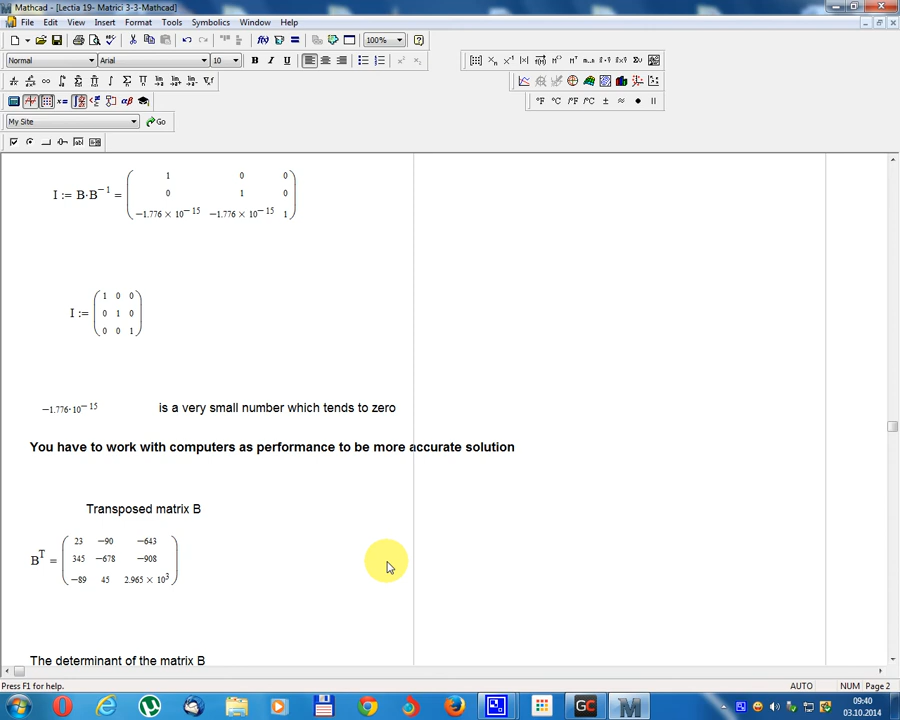 Mathcad - [Lectia 19- Matrici 3-3-Mathcad]
File Edit View Insert Format Tools Symbolics Window Help
100%
Normal Arial 10 B I U
°F °C /°F /°C ± ≈ ● ॥
My Site Go
I := B·B⁻¹ = 1 0 0
0 1 0
−1.776 × 10⁻¹⁵ −1.776 × 10⁻¹⁵ 1
1 0 0
I := 0 1 0
0 0 1
−1.776·10⁻¹⁵ is a very small number which tends to zero
You have to work with computers as performance to be more accurate solution
Transposed matrix B
23 −90 −643
Bᵀ = 345 −678 −908
−89 45 2.965 × 10³
The determinant of the matrix B
Press F1 for help. AUTO NUM Page 2
09:40
03.10.2014